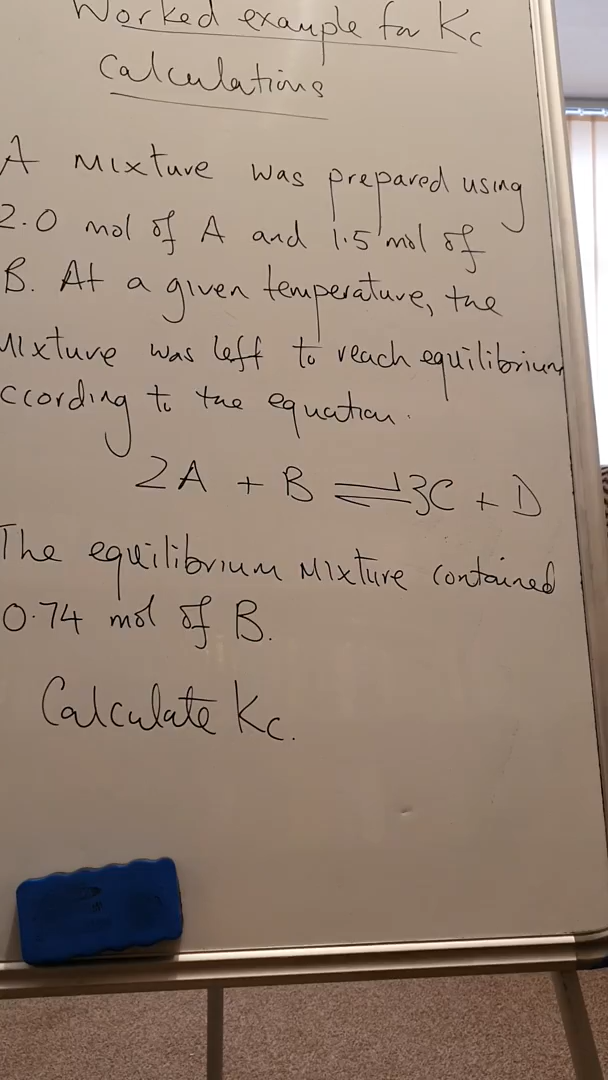 Worked example for Kc
Calculations
A Mixture was prepared using
2.0 mol of A and 1.5 mol of
B. At a given temperature, the
Mixture was left to reach equilibrium
ccording to the equation.
2A + B ⇌ 3C + D
The equilibrium Mixture contained
0.74 mol of B.
Calculate Kc.